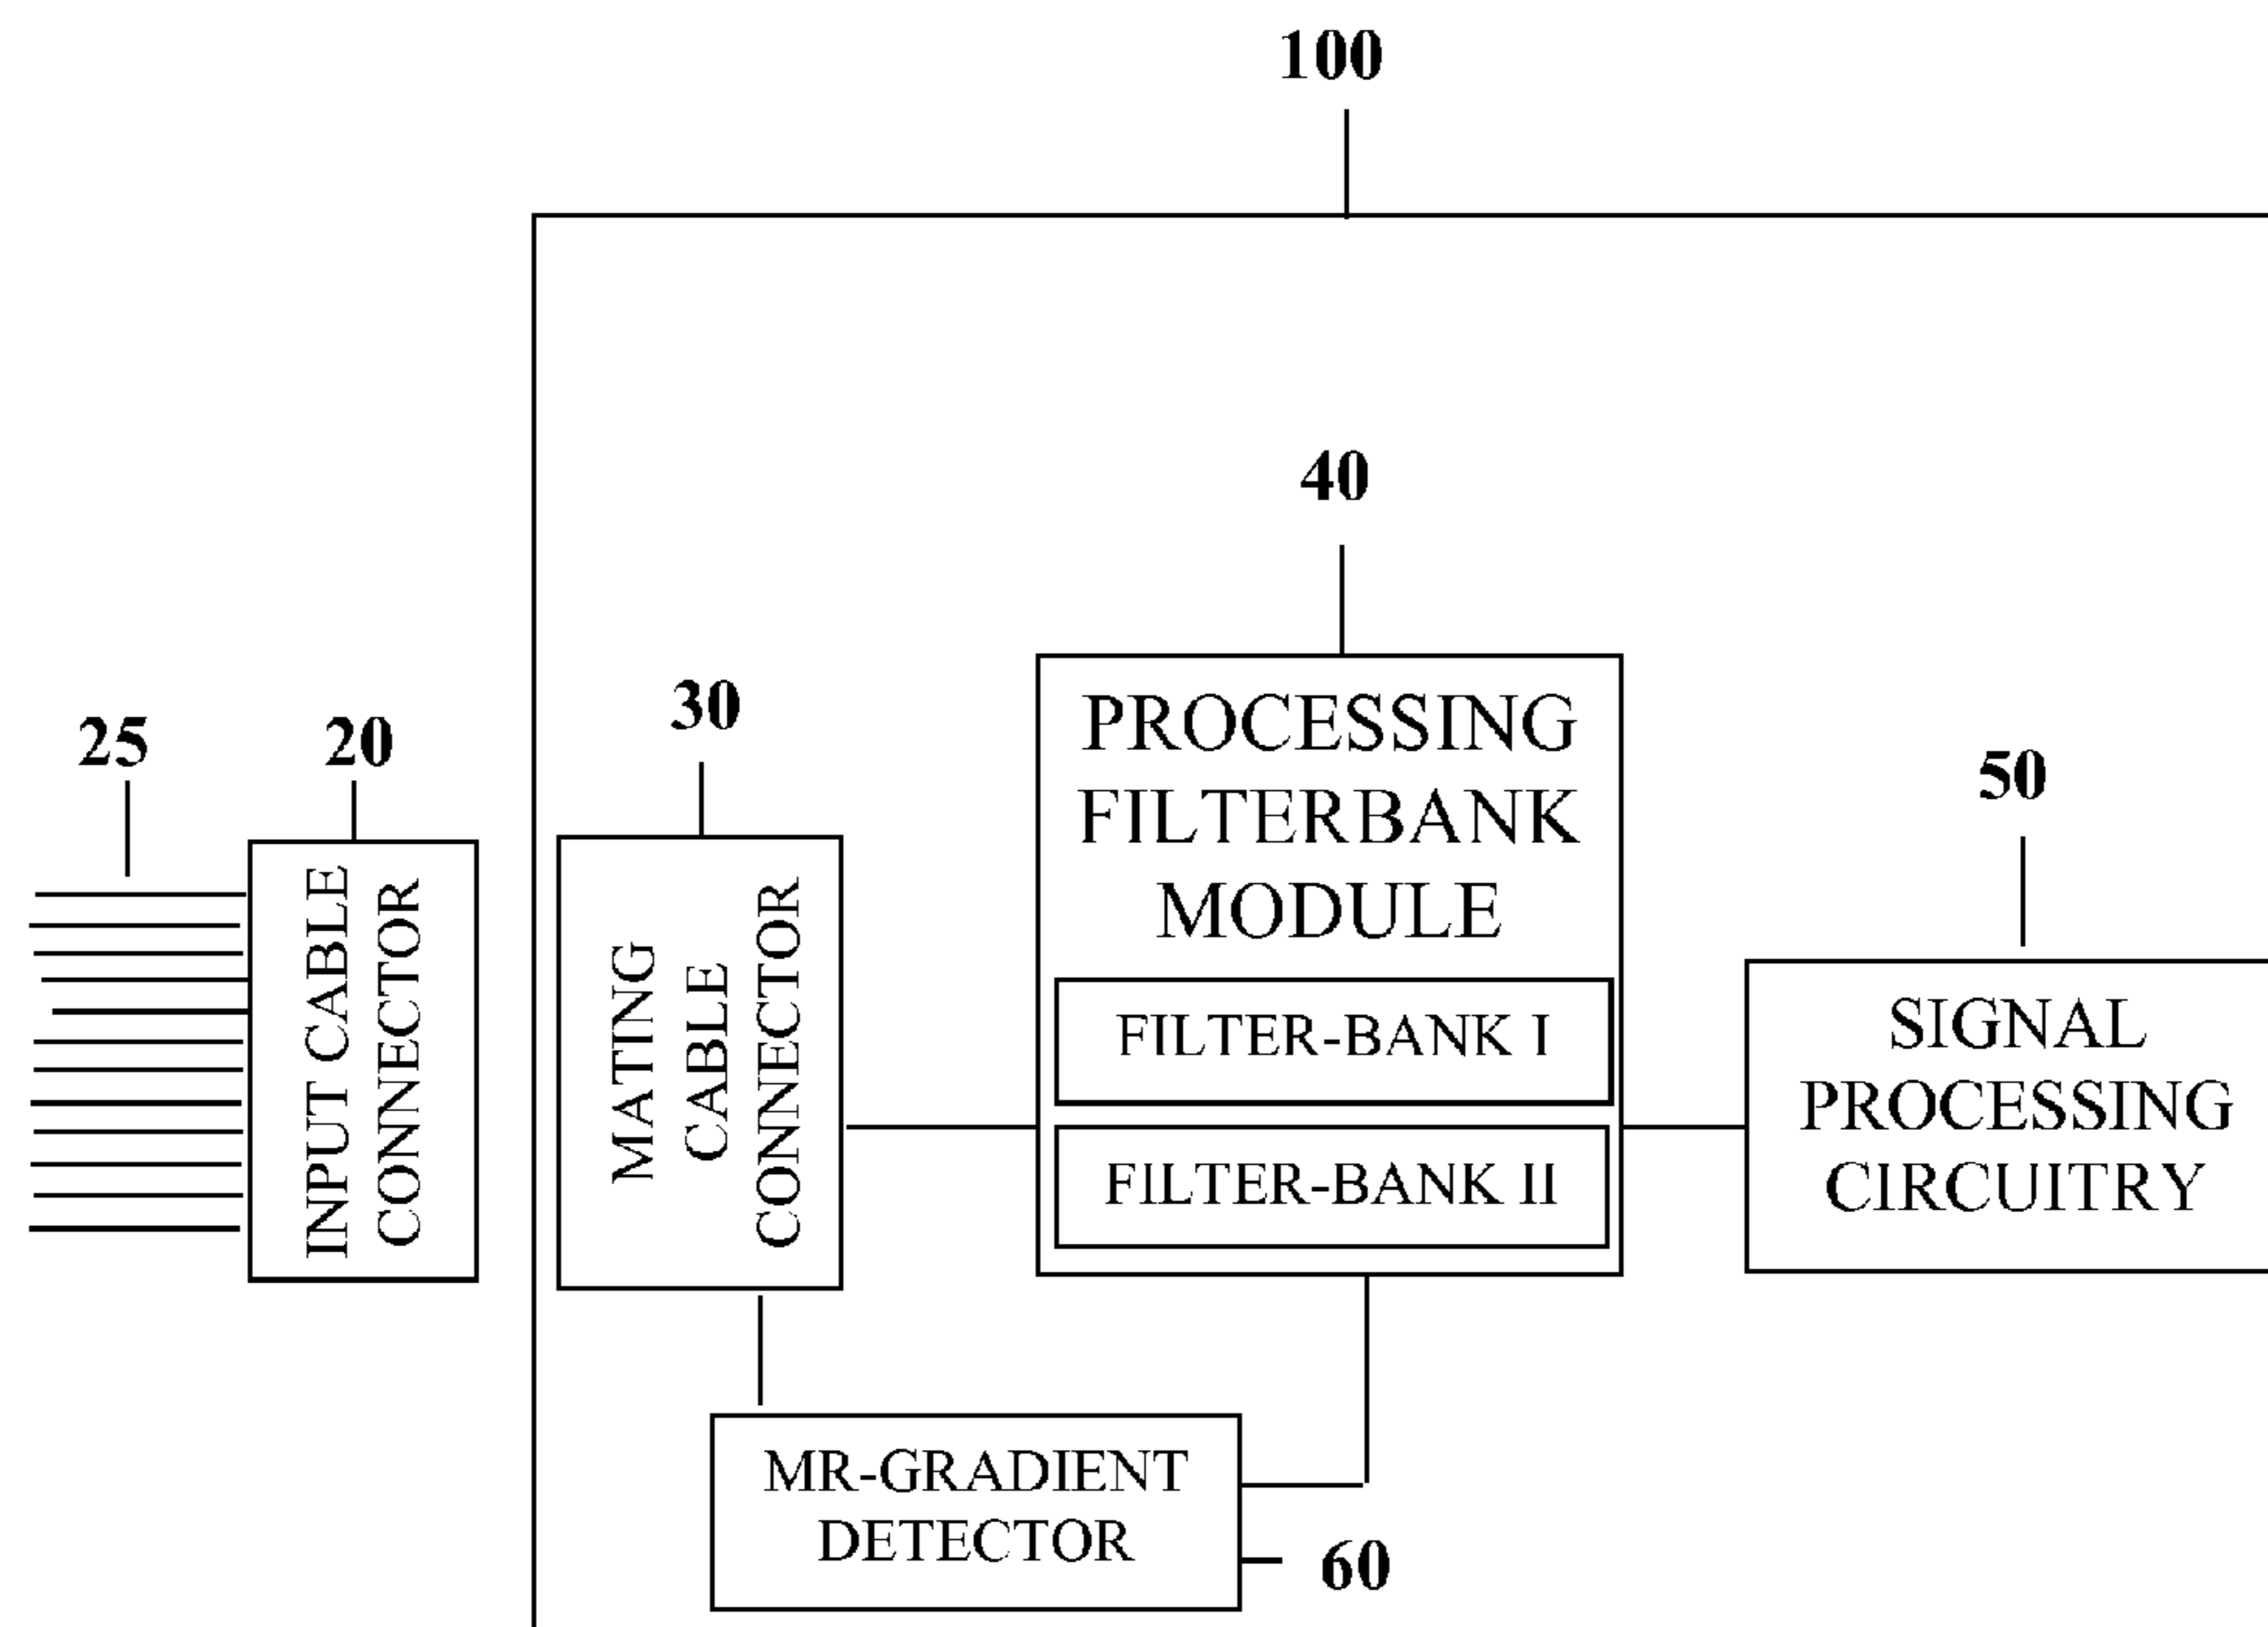 100
40
30
25
20
50
PROCESSING
FILTERBANK
MODULE
INPUT CABLE
CONNECTOR
MATING
CABLE
CONNECTOR
FILTER-BANK I
FILTER-BANK II
SIGNAL
PROCESSING
CIRCUITRY
MR-GRADIENT
DETECTOR
60